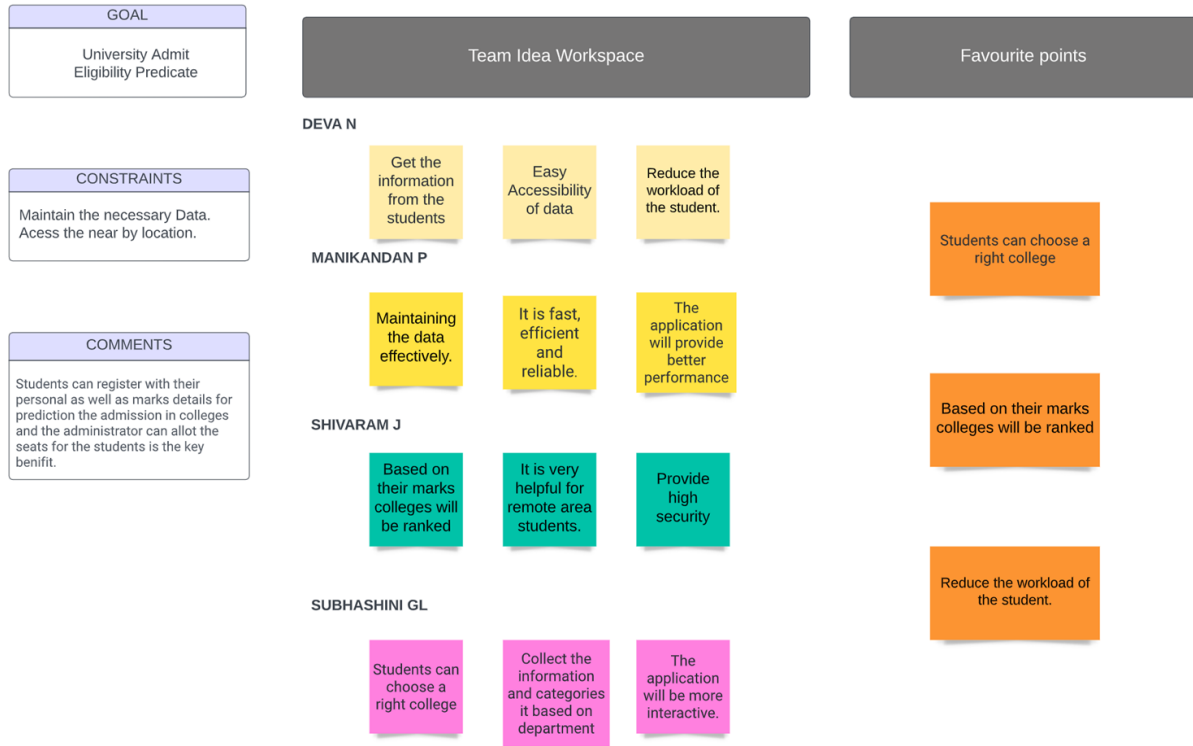 GOAL
University Admit
Eligibility Predicate
CONSTRAINTS
Maintain the necessary Data.
Acess the near by location.
COMMENTS
Students can register with their
personal as well as marks details for
prediction the admission in colleges
and the administrator can allot the
seats for the students is the key
benifit.
Team Idea Workspace
DEVA N
Get the
information
from the
students
Easy
Accessibility
of data
Reduce the
workload of
the student.
MANIKANDAN P
Maintaining
the data
effectively.
It is fast,
efficient
and
reliable.
The
application
will provide
better
performance
SHIVARAM J
Based on
their marks
colleges will
be ranked
It is very
helpful for
remote area
students.
Provide
high
security
SUBHASHINI GL
Students can
choose a
right college
Collect the
information
and categories
it based on
department
The
application
will be more
interactive.
Favourite points
Students can choose a
right college
Based on their marks
colleges will be ranked
Reduce the workload of
the student.